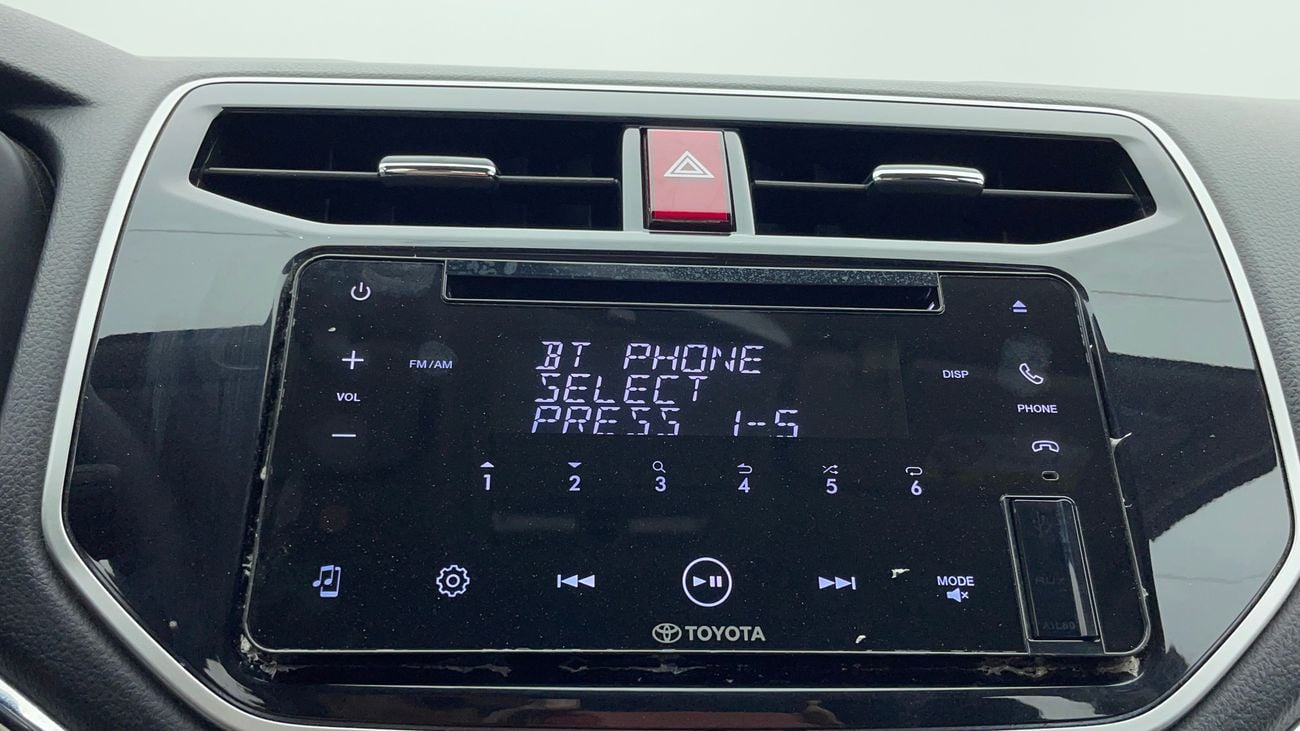 FM/AM
VOL
BT PHONE
SELECT
PRESS 1-5
DISP
PHONE
1 2 3 4 5 6
MODE
AUX
TOYOTA